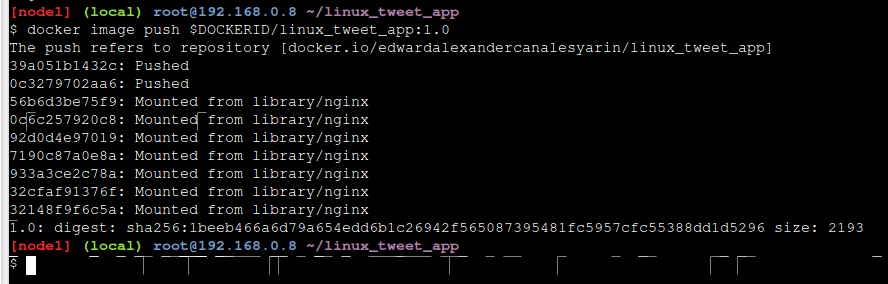 [node1] (local) root@192.168.0.8 ~/linux_tweet_app
$ docker image push $DOCKERID/linux_tweet_app:1.0
The push refers to repository [docker.io/edwardalexandercanalesyarin/linux_tweet_app]
39a051b1432c: Pushed
0c3279702aa6: Pushed
56b6d3be75f9: Mounted from library/nginx
0c6c257920c8: Mounted from library/nginx
92d0d4e97019: Mounted from library/nginx
7190c87a0e8a: Mounted from library/nginx
933a3ce2c78a: Mounted from library/nginx
32cfaf91376f: Mounted from library/nginx
32148f9f6c5a: Mounted from library/nginx
1.0: digest: sha256:1beeb466a6d79a654edd6b1c26942f565087395481fc5957cfc55388dd1d5296 size: 2193
[node1] (local) root@192.168.0.8 ~/linux_tweet_app
$